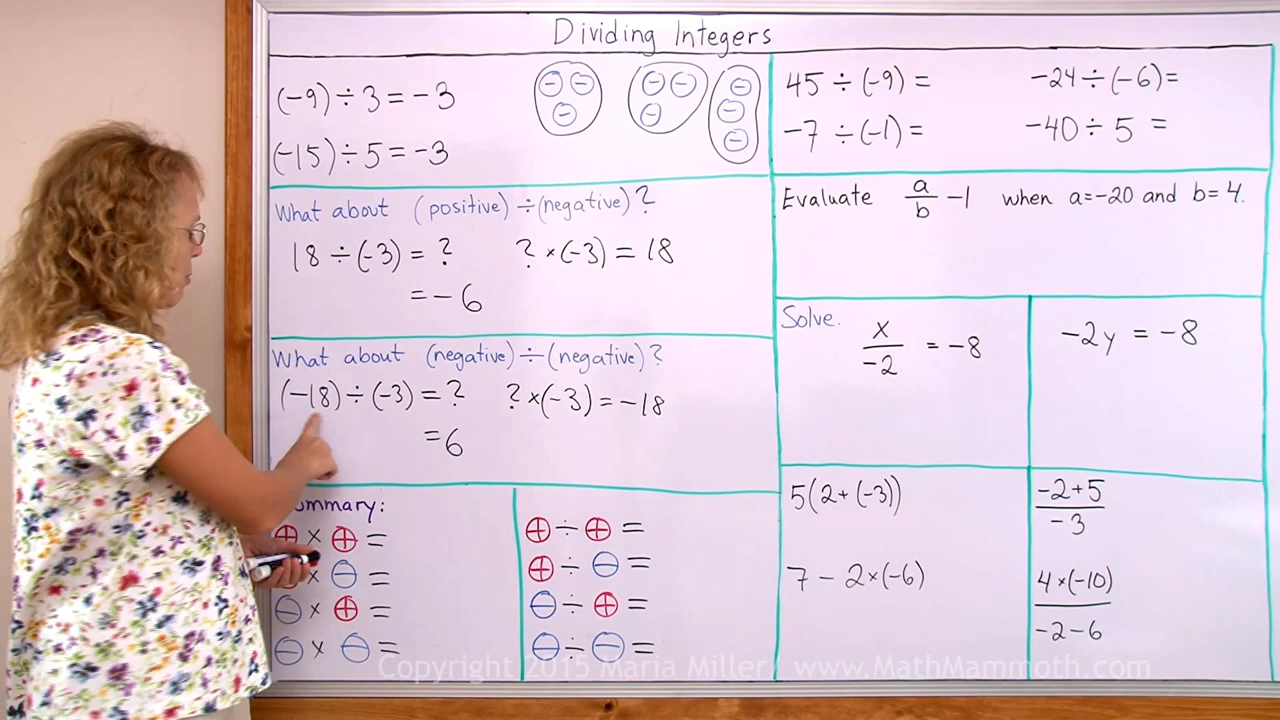 Dividing Integers
(-9) ÷ 3 = -3
(-15) ÷ 5 = -3
What about (positive) ÷ (negative)?
18 ÷ (-3) = ? ? × (-3) = 18
= -6
What about (negative) ÷ (negative)?
(-18) ÷ (-3) = ? ? × (-3) = -18
= 6
mmary:
⊕ × ⊕ =
× ⊖ =
⊖ × ⊕ =
⊖ × ⊖ =
⊕ ÷ ⊕ =
⊕ ÷ ⊖ =
⊖ ÷ ⊕ =
⊖ ÷ ⊖ =
45 ÷ (-9) = -24 ÷ (-6) =
-7 ÷ (-1) = -40 ÷ 5 =
Evaluate a/b - 1 when a=-20 and b=4.
Solve.
x/-2 = -8
-2y = -8
5(2+(-3))
7 - 2×(-6)
-2+5
-3
4×(-10)
-2-6
Copyright 2015 Maria Miller / www.MathMammoth.com